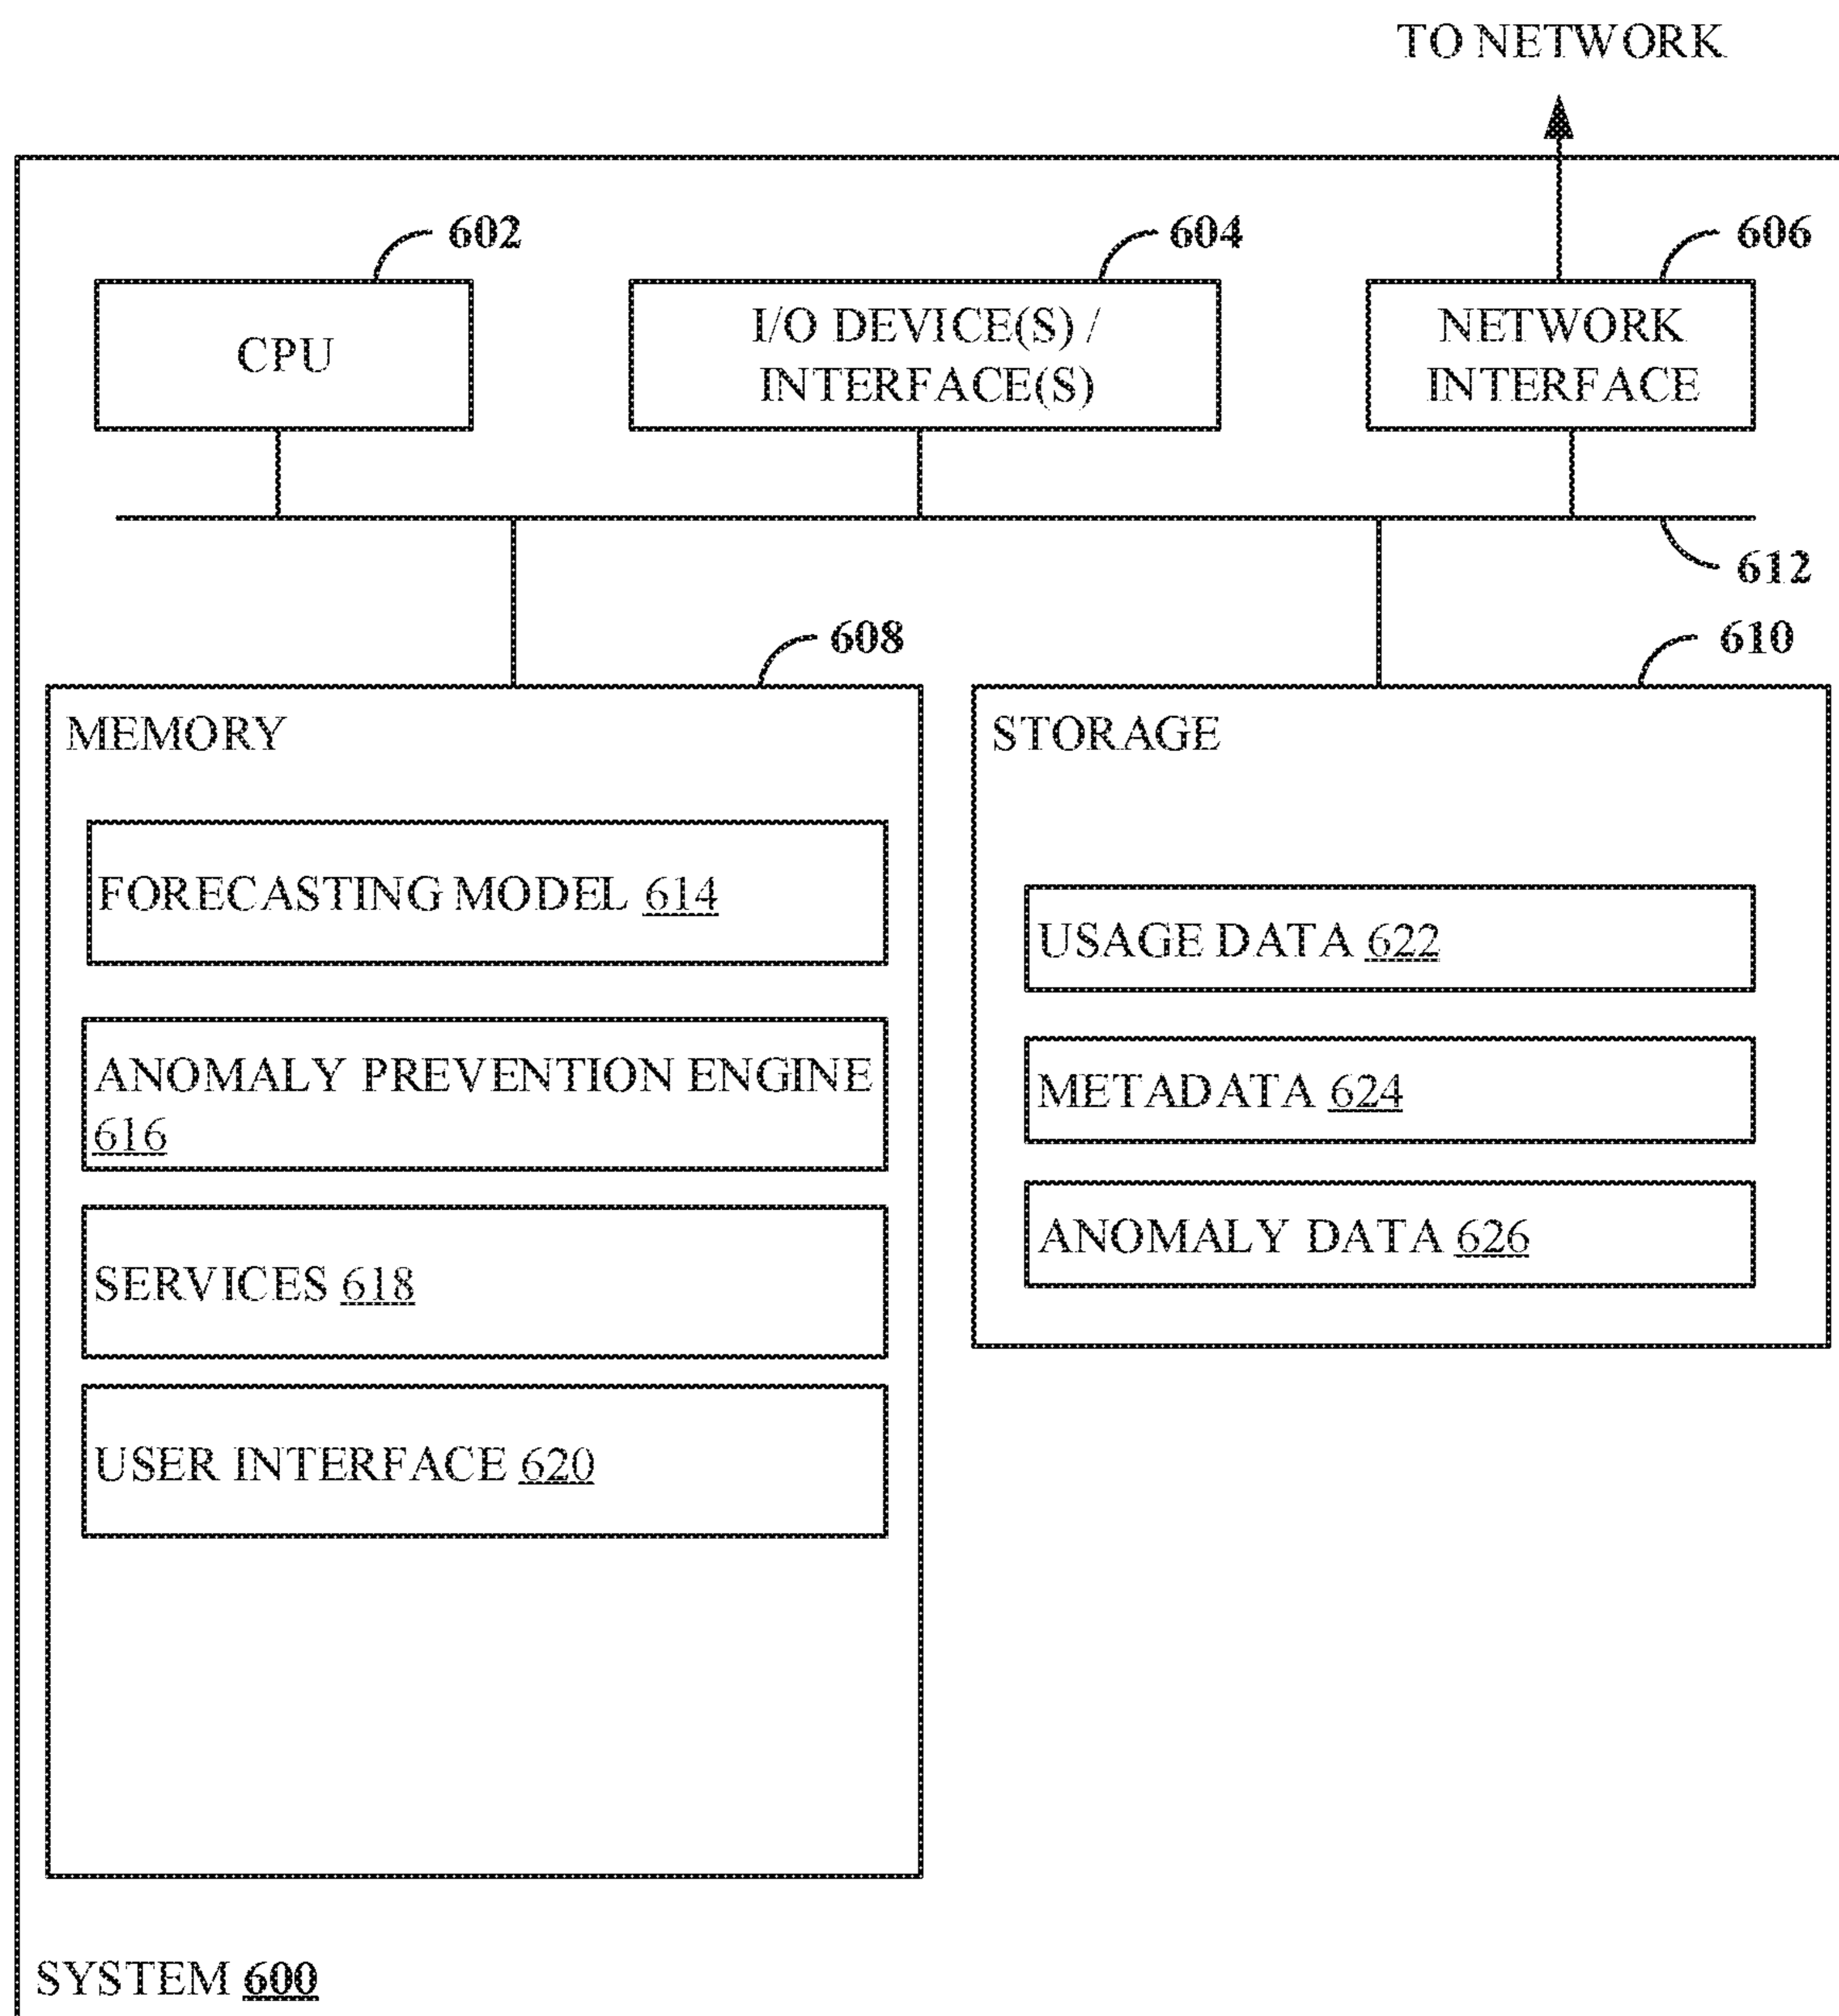 TO NETWORK
602
604
606
CPU
I/O DEVICE(S) /
INTERFACE(S)
NETWORK
INTERFACE
612
608
610
MEMORY
FORECASTING MODEL 614
ANOMALY PREVENTION ENGINE
616
SERVICES 618
USER INTERFACE 620
STORAGE
USAGE DATA 622
METADATA 624
ANOMALY DATA 626
SYSTEM 600